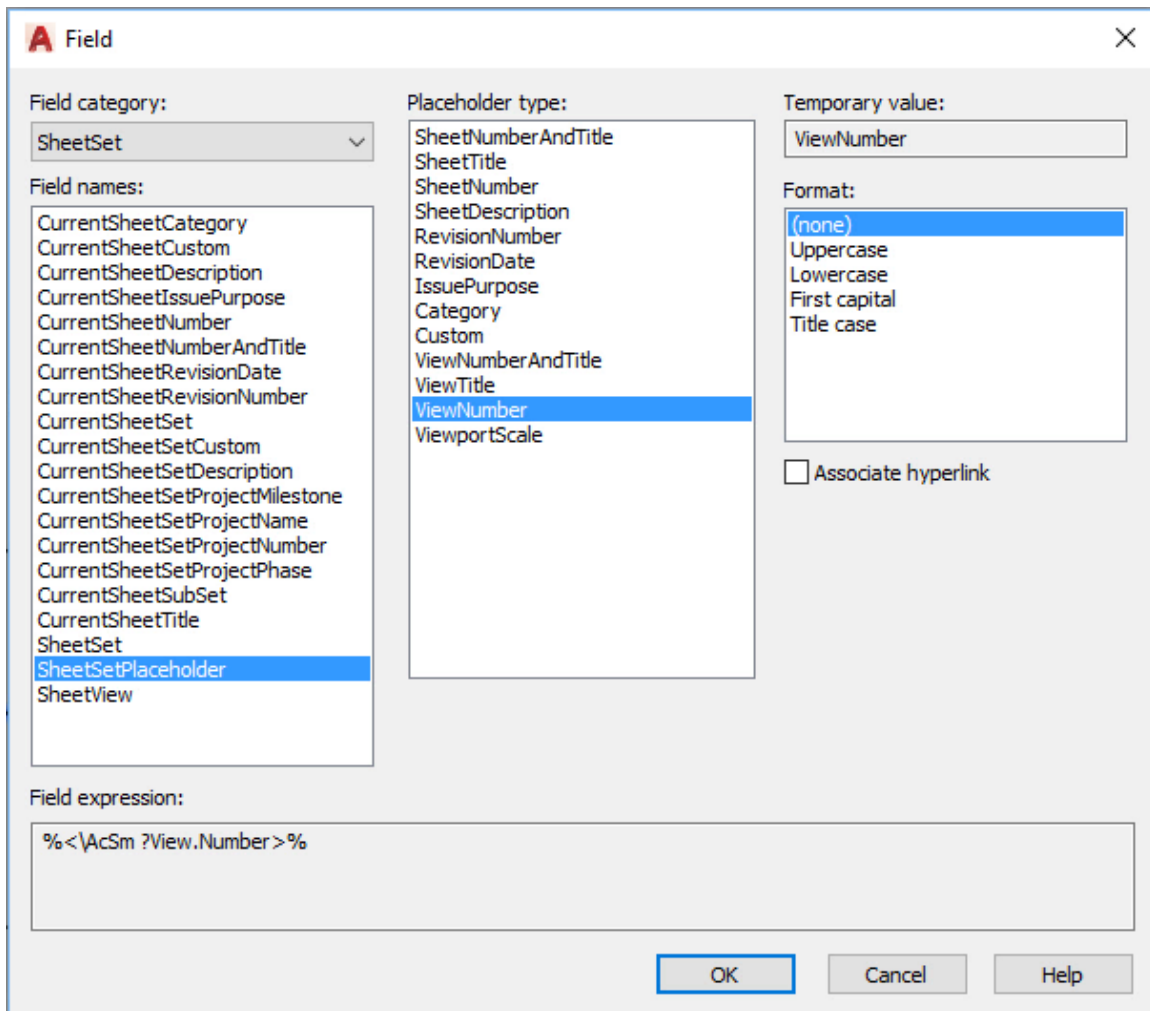 Field
Field category:
SheetSet
Field names:
CurrentSheetCategory
CurrentSheetCustom
CurrentSheetDescription
CurrentSheetIssuePurpose
CurrentSheetNumber
CurrentSheetNumberAndTitle
CurrentSheetRevisionDate
CurrentSheetRevisionNumber
CurrentSheetSet
CurrentSheetSetCustom
CurrentSheetSetDescription
CurrentSheetSetProjectMilestone
CurrentSheetSetProjectName
CurrentSheetSetProjectNumber
CurrentSheetSetProjectPhase
CurrentSheetSubSet
CurrentSheetTitle
SheetSet
SheetSetPlaceholder
SheetView
Placeholder type:
SheetNumberAndTitle
SheetTitle
SheetNumber
SheetDescription
RevisionNumber
RevisionDate
IssuePurpose
Category
Custom
ViewNumberAndTitle
ViewTitle
ViewNumber
ViewportScale
Temporary value:
ViewNumber
Format:
(none)
Uppercase
Lowercase
First capital
Title case
Associate hyperlink
Field expression:
%<\AcSm ?View.Number>%
OK
Cancel
Help